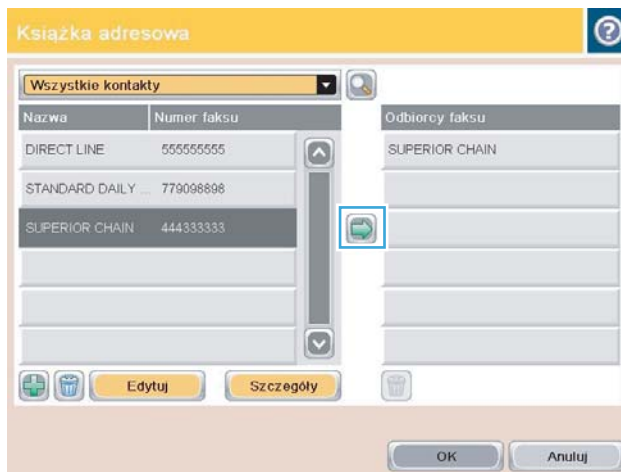 Książka adresowa
?
Wszystkie kontakty
Nazwa Numer faksu Odbiorcy faksu
DIRECT LINE 555555555 SUPERIOR CHAIN
STANDARD DAILY ... 779098898
SUPERIOR CHAIN 444333333
Edytuj Szczegóły
OK Anuluj